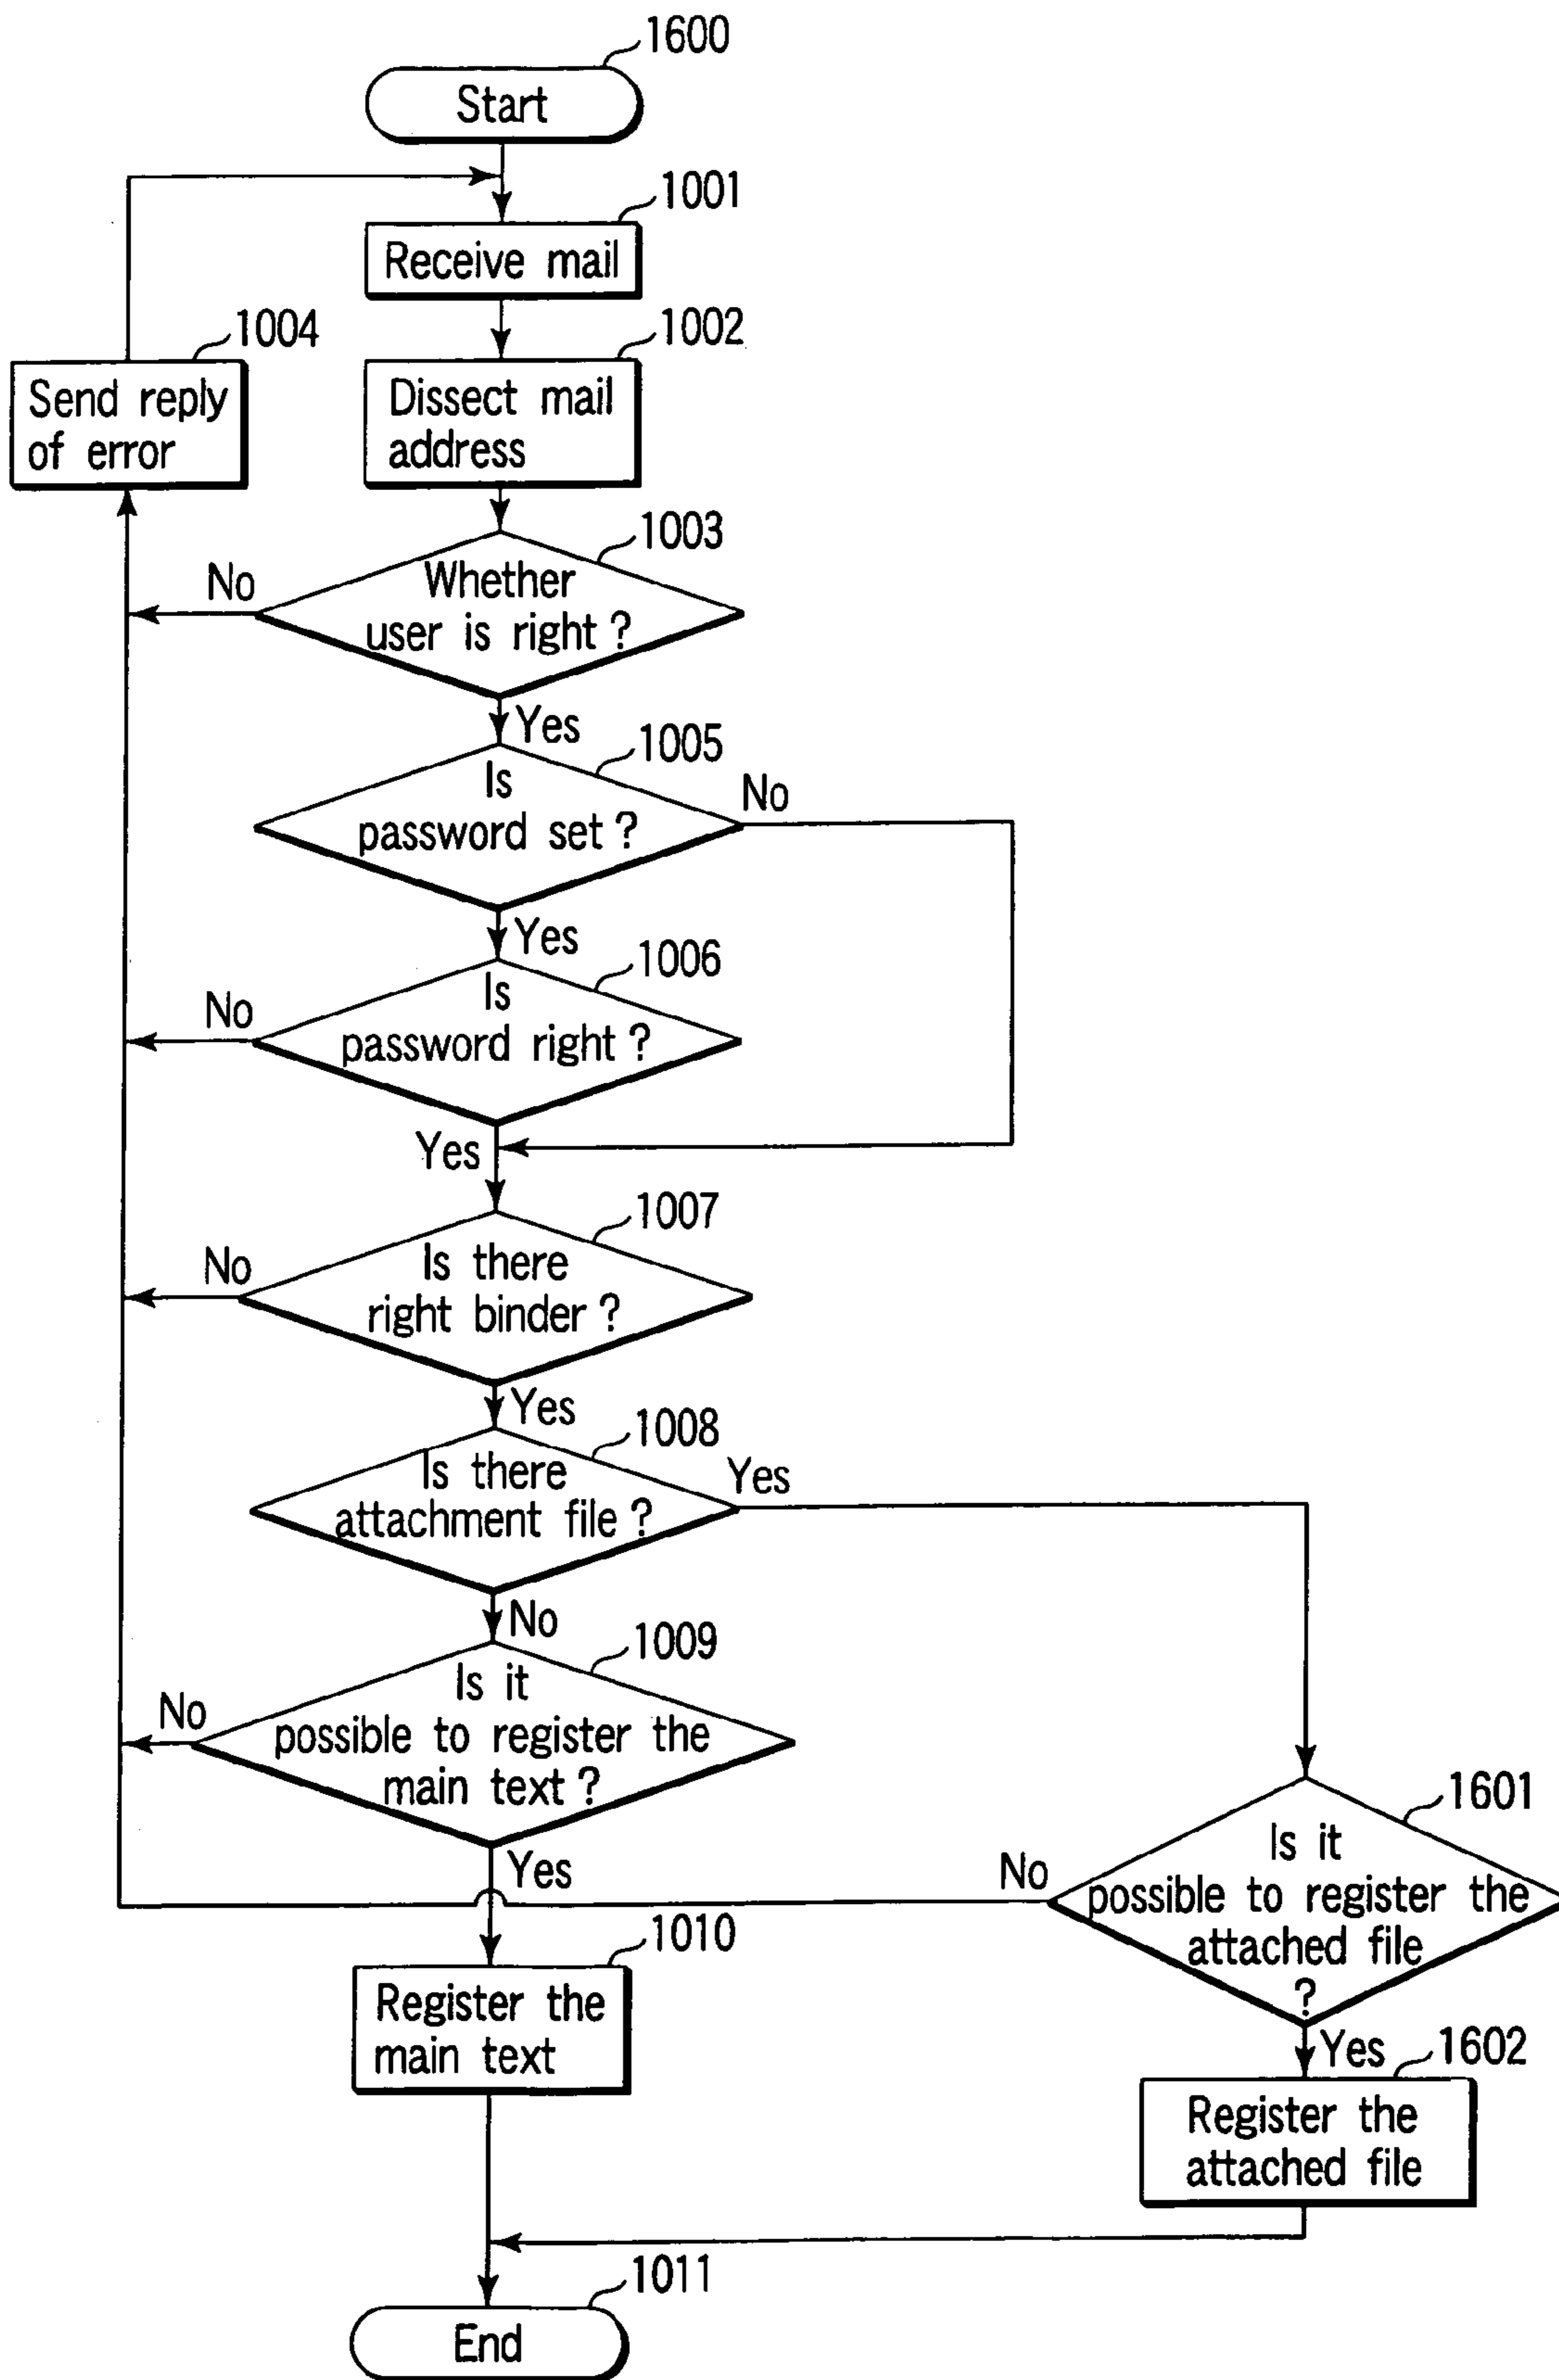 1600
Start
1001
Receive mail
1004
Send reply
of error
1002
Dissect mail
address
1003
No
Whether
user is right ?
Yes
1005
Is
password set ?
No
Yes
1006
No
Is
password right ?
Yes
1007
No
Is there
right binder ?
Yes
1008
Is there
attachment file ?
Yes
No
1009
No
Is it
possible to register the
main text ?
Yes
1601
No
Is it
possible to register the
attached file
?
1010
Register the
main text
Yes
1602
Register the
attached file
1011
End